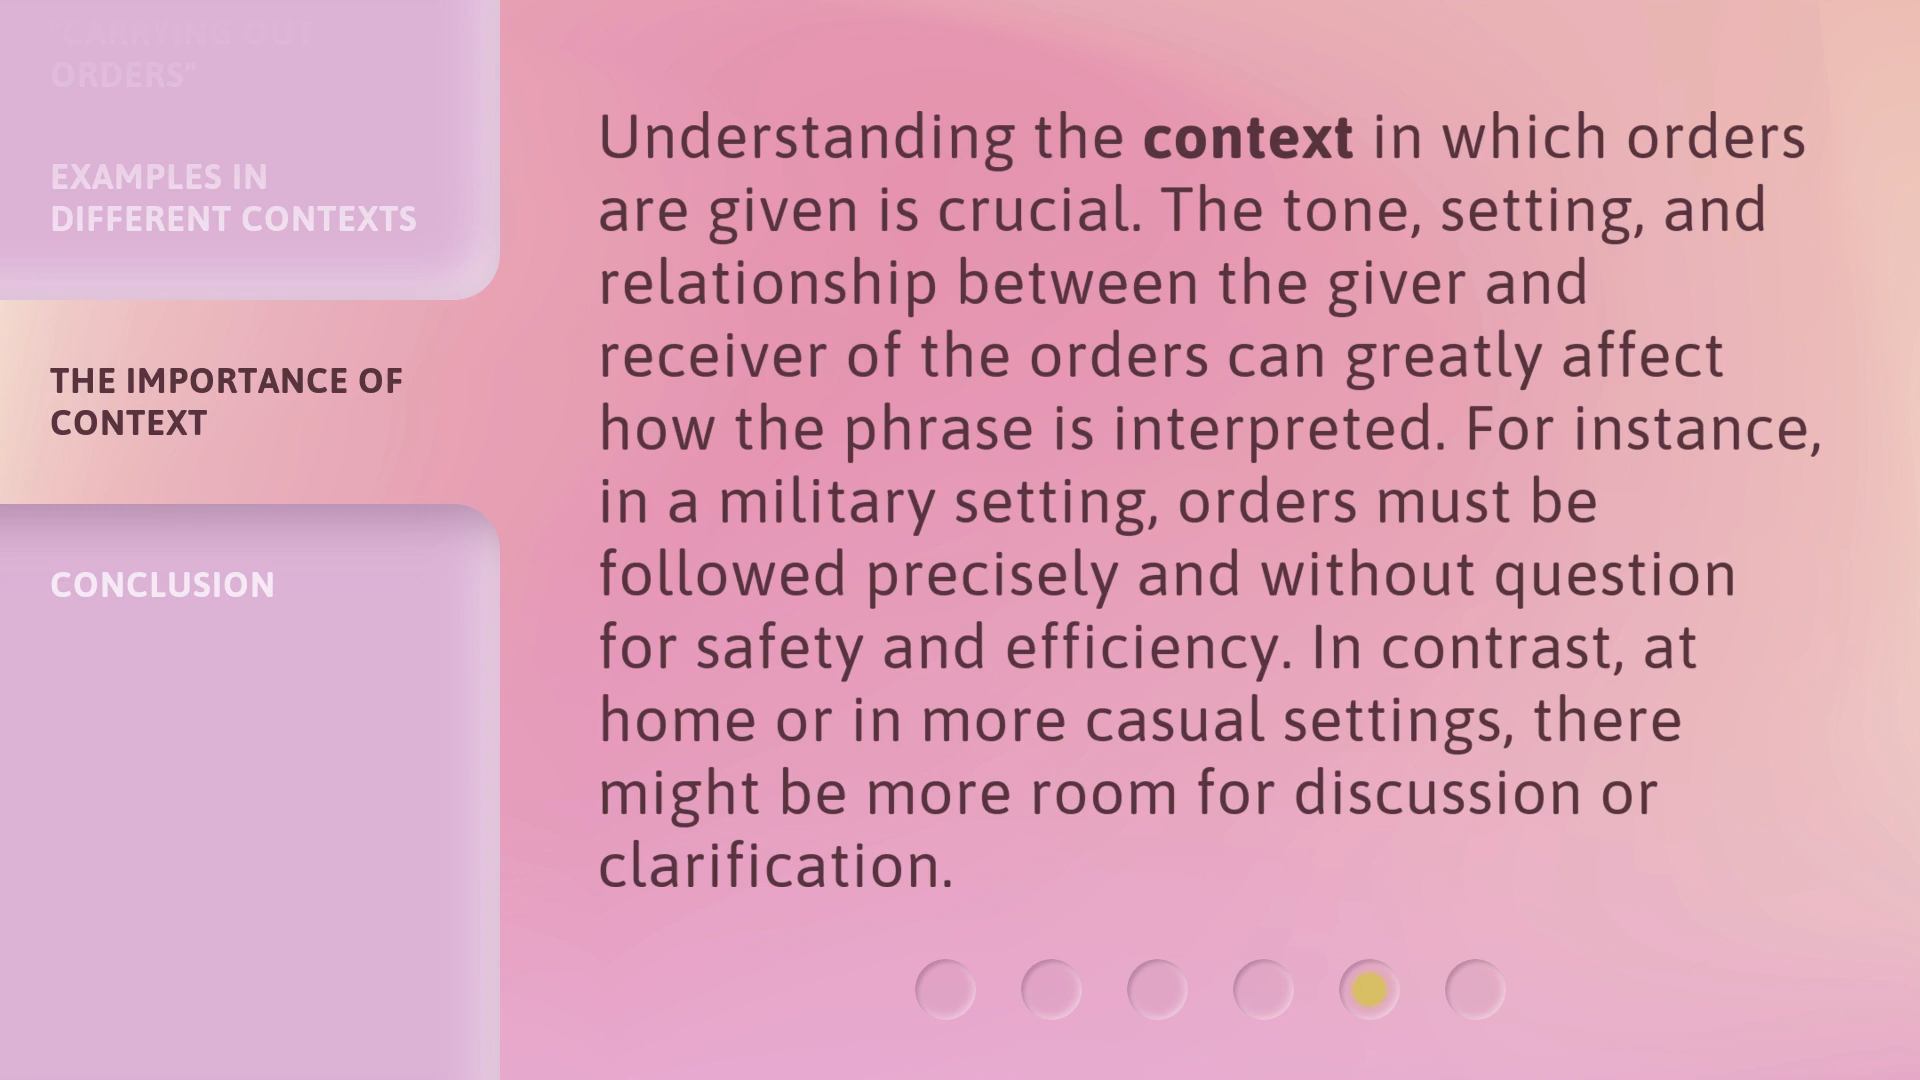 "CARRYING OUT
ORDERS"
EXAMPLES IN
DIFFERENT CONTEXTS
THE IMPORTANCE OF
CONTEXT
CONCLUSION
Understanding the context in which orders
are given is crucial. The tone, setting, and
relationship between the giver and
receiver of the orders can greatly affect
how the phrase is interpreted. For instance,
in a military setting, orders must be
followed precisely and without question
for safety and efficiency. In contrast, at
home or in more casual settings, there
might be more room for discussion or
clarification.